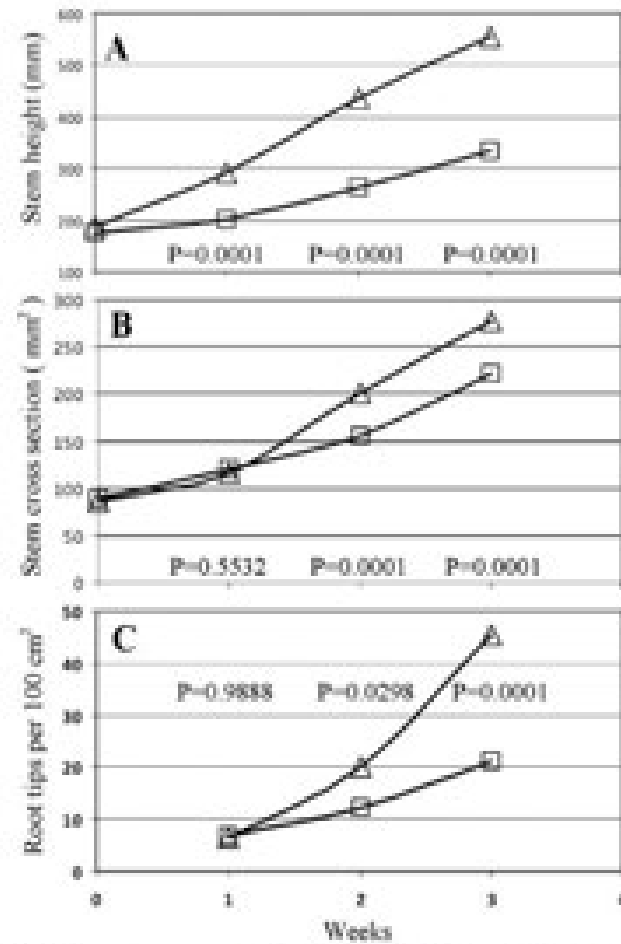 A
Stem height (mm)
600
500
400
300
200
100
P=0.0001 P=0.0001 P=0.0001
B
Stem cross section ( mm²)
300
250
200
150
100
50
0
P=0.5532 P=0.0001 P=0.0001
C
Root tips per 100 cm²
50
40
30
20
10
0
P=0.9888 P=0.0298 P=0.0001
0 1 2 3
Weeks